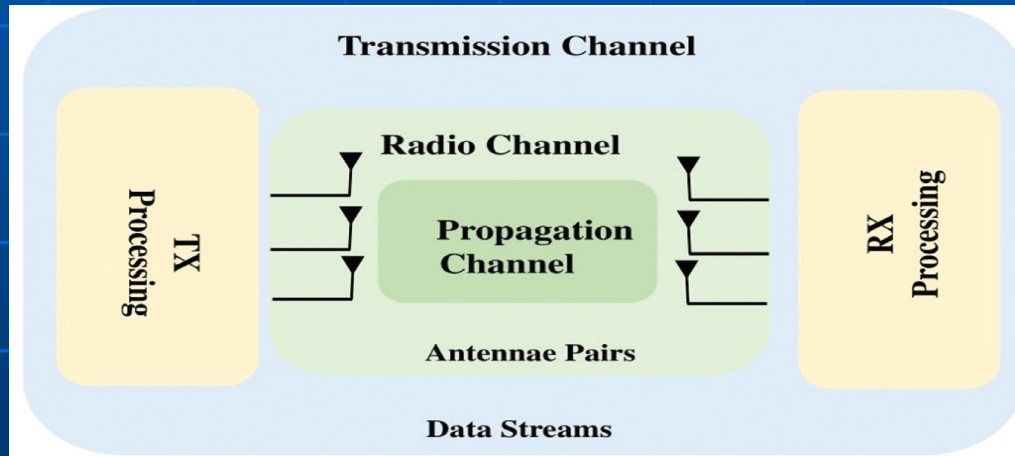 Transmission Channel
TX
Processing
Radio Channel
Propagation
Channel
Antennae Pairs
RX
Processing
Data Streams